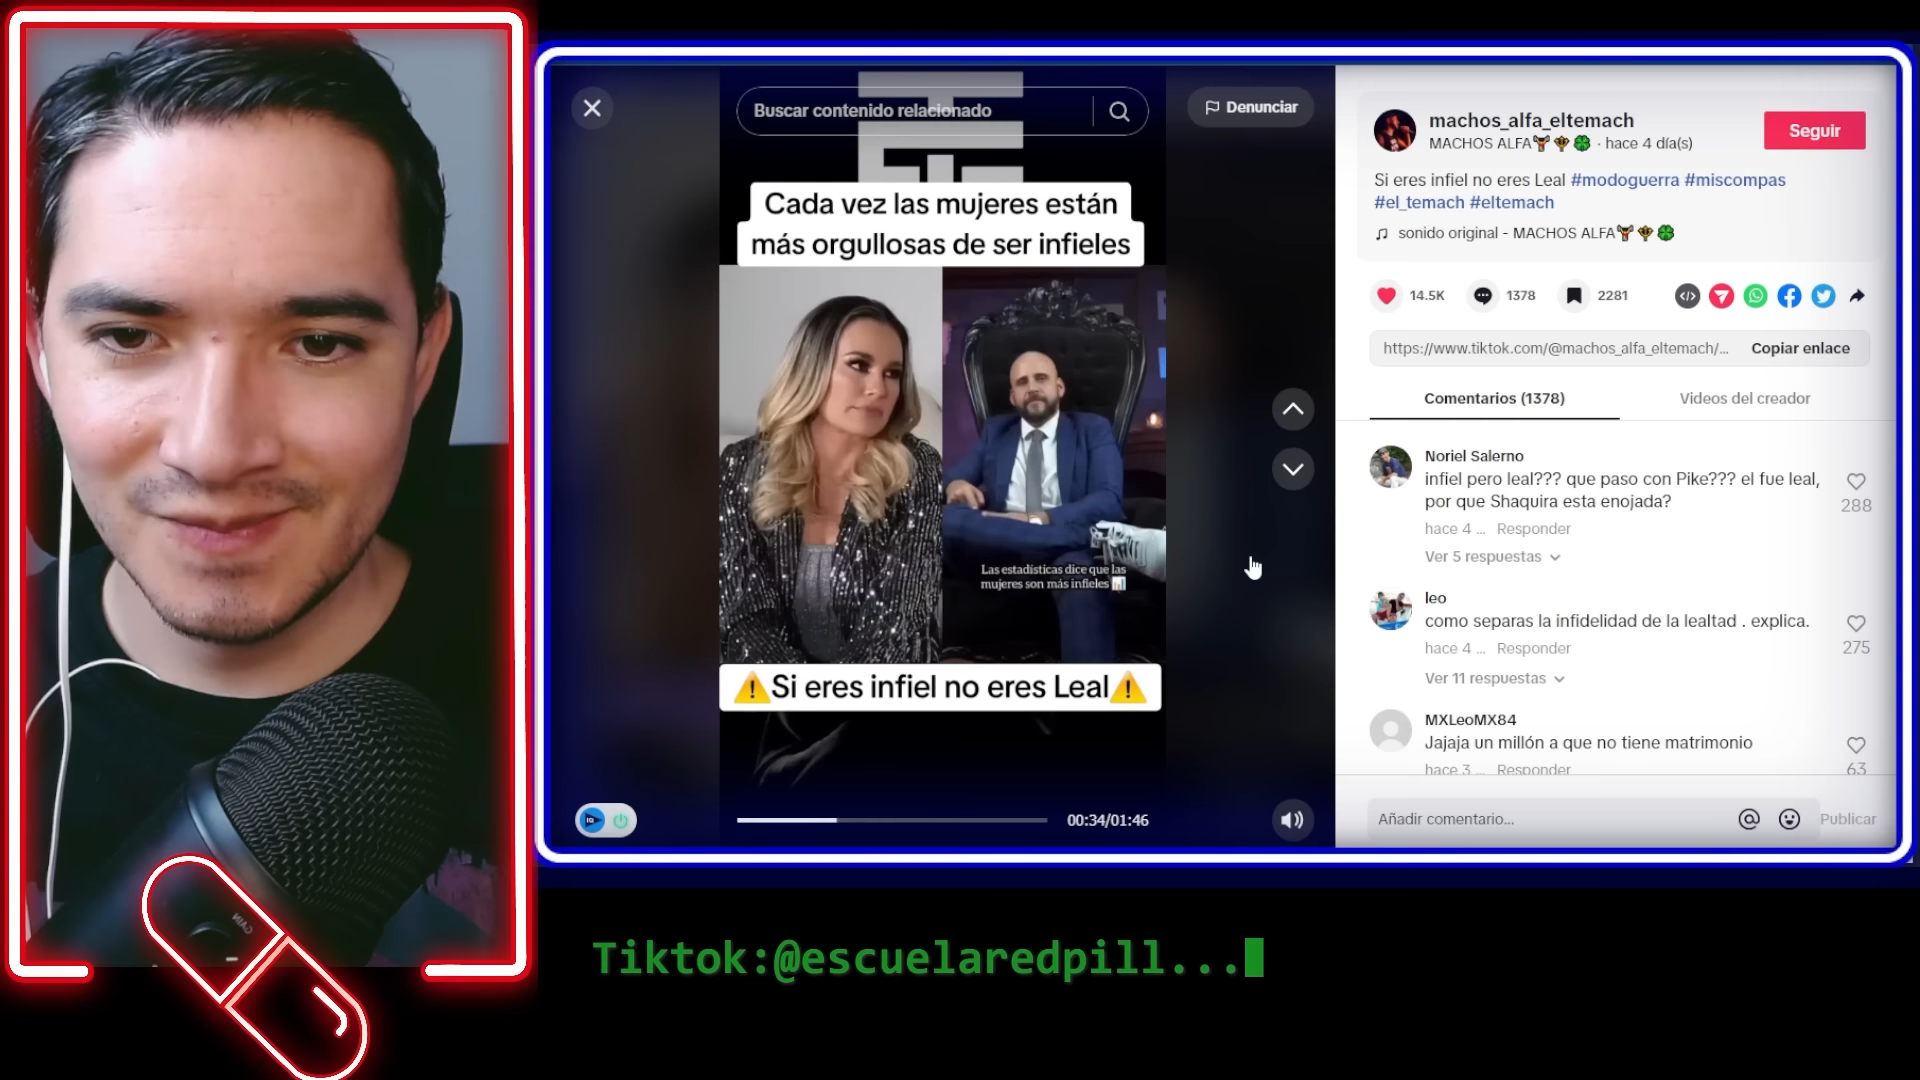 Buscar contenido relacionado
Denunciar
Cada vez las mujeres están
más orgullosas de ser infieles
Las estadísticas dice que las
mujeres son más infieles
Si eres infiel no eres Leal
00:34/01:46
machos_alfa_eltemach
MACHOS ALFA · hace 4 día(s)
Seguir
Si eres infiel no eres Leal #modoguerra #miscompas
#el_temach #eltemach
sonido original - MACHOS ALFA
14.5K
1378
2281
https://www.tiktok.com/@machos_alfa_eltemach/...
Copiar enlace
Comentarios (1378)
Videos del creador
Noriel Salerno
infiel pero leal??? que paso con Pike??? el fue leal,
por que Shaquira esta enojada?
288
hace 4 ... Responder
Ver 5 respuestas
leo
como separas la infidelidad de la lealtad . explica.
275
hace 4 ... Responder
Ver 11 respuestas
MXLeoMX84
Jajaja un millón a que no tiene matrimonio
63
hace 3 ... Responder
Añadir comentario...
Publicar
GAIN
Tiktok:@escuelaredpill...